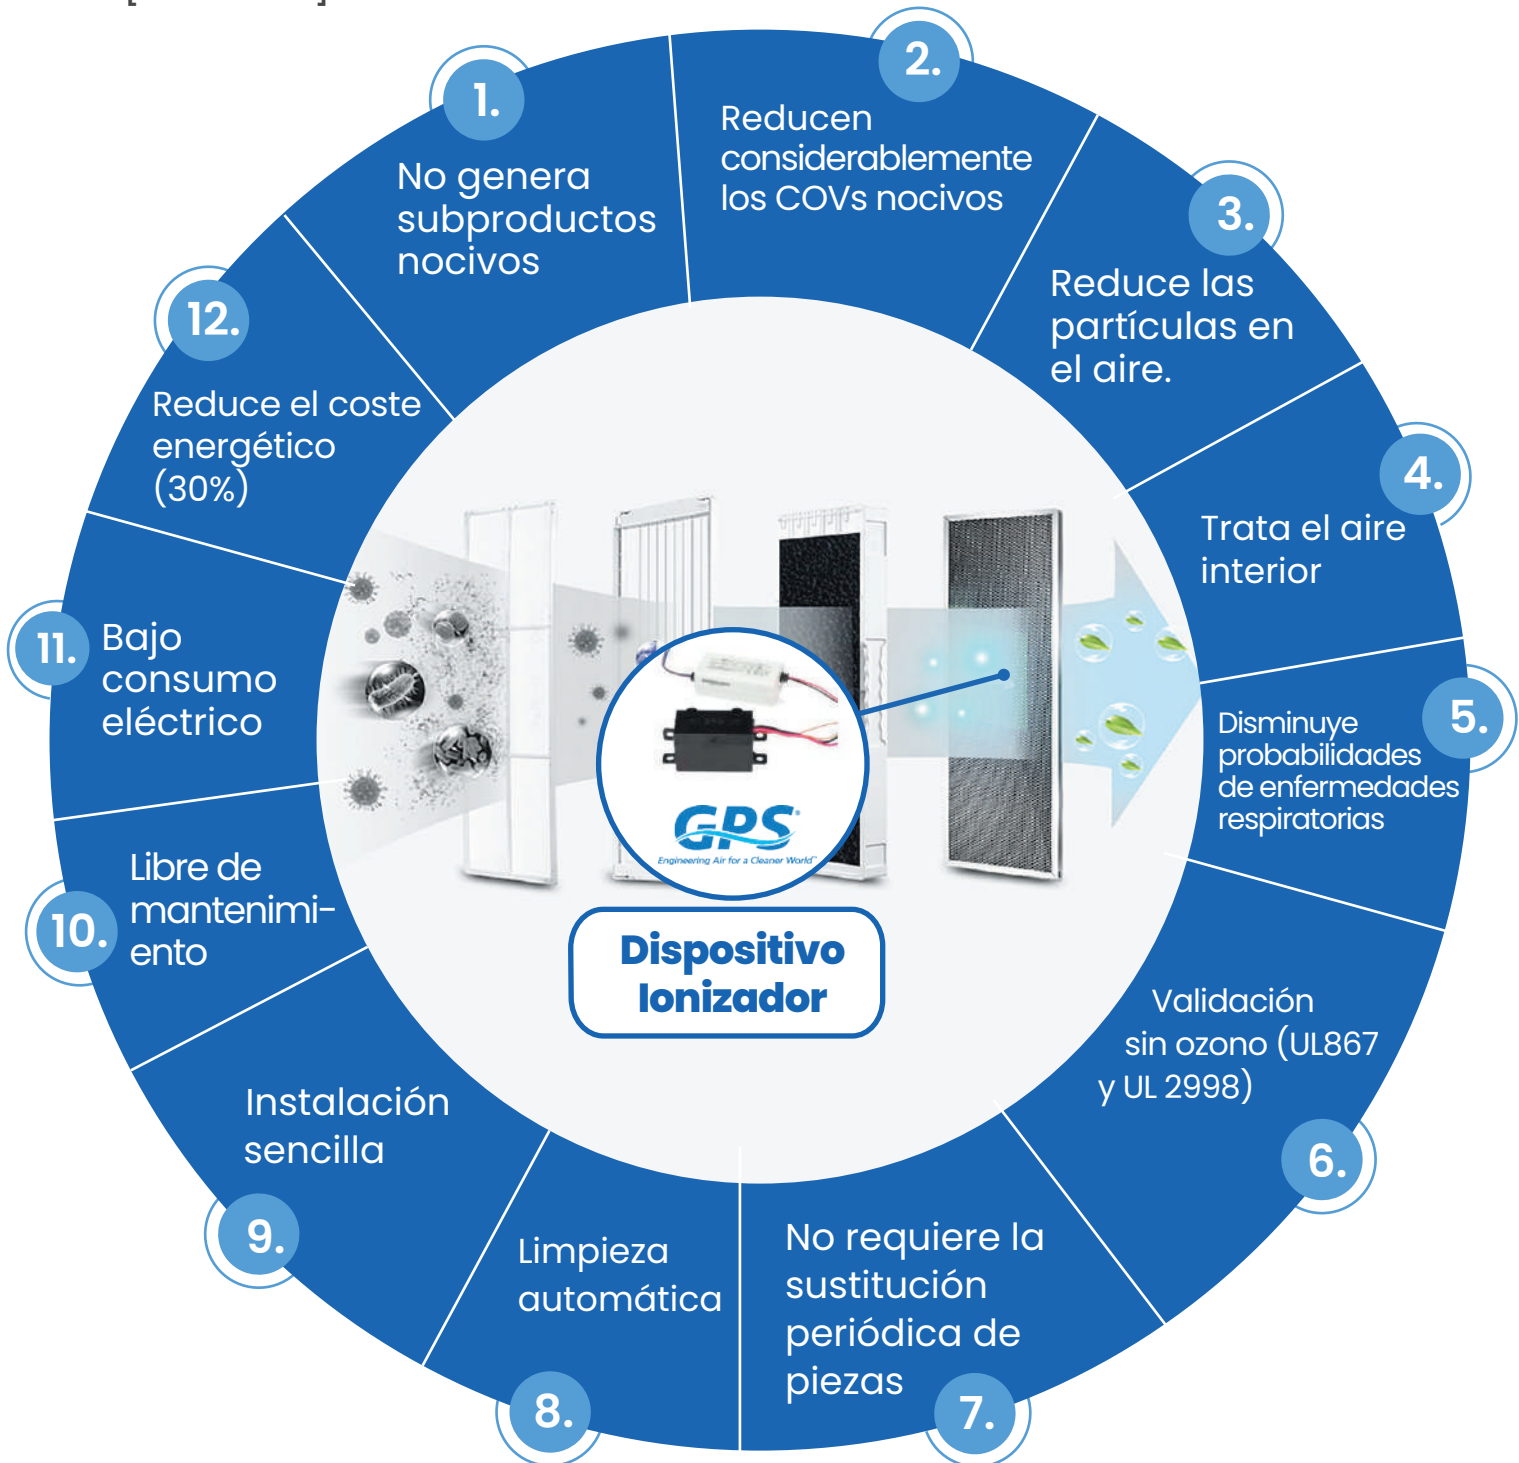 1.
No genera
subproductos
nocivos
2.
Reducen
considerablemente
los COVs nocivos
3.
Reduce las
partículas en
el aire.
4.
Trata el aire
interior
5.
Disminuye
probabilidades
de enfermedades
respiratorias
6.
Validación
sin ozono (UL867
y UL 2998)
7.
No requiere la
sustitución
periódica de
piezas
8.
Limpieza
automática
9.
Instalación
sencilla
10.
Libre de
mantenimi-
ento
11.
Bajo
consumo
eléctrico
12.
Reduce el coste
energético
(30%)
GPS®
Engineering Air for a Cleaner World™
Dispositivo
Ionizador